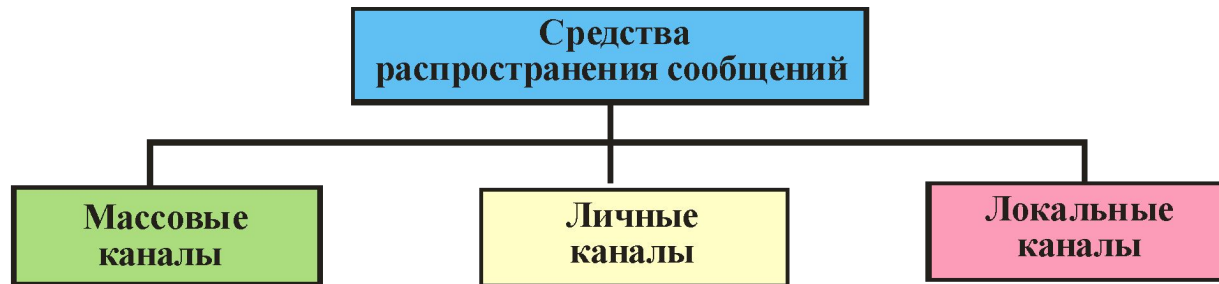 Средства
распространения сообщений
Массовые
каналы
Личные
каналы
Локальные
каналы